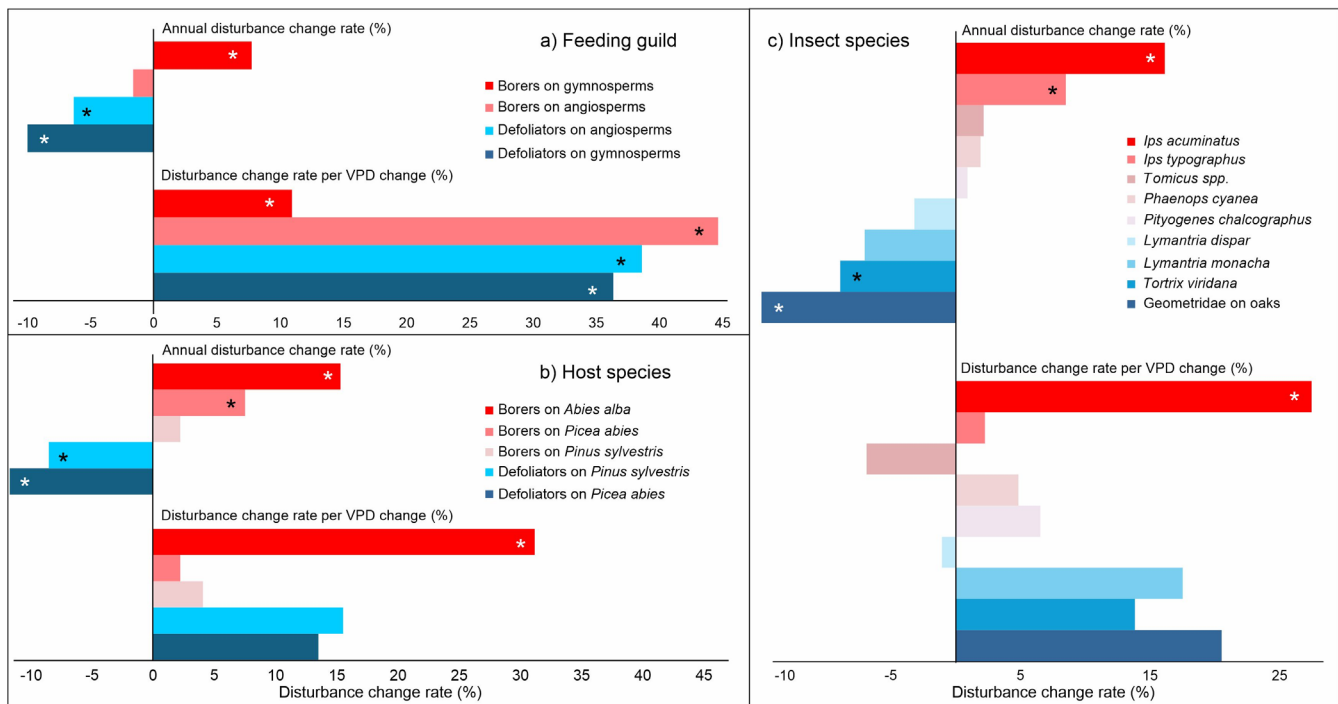 Annual disturbance change rate (%)
a) Feeding guild
*
*
*
Borers on gymnosperms
Borers on angiosperms
Defoliators on angiosperms
Defoliators on gymnosperms
Disturbance change rate per VPD change (%)
*
*
*
*
-10 -5 0 5 10 15 20 25 30 35 40 45
Annual disturbance change rate (%)
b) Host species
*
*
*
*
Borers on Abies alba
Borers on Picea abies
Borers on Pinus sylvestris
Defoliators on Pinus sylvestris
Defoliators on Picea abies
Disturbance change rate per VPD change (%)
*
-10 -5 0 5 10 15 20 25 30 35 40 45
Disturbance change rate (%)
c) Insect species
Annual disturbance change rate (%)
*
*
*
*
Ips acuminatus
Ips typographus
Tomicus spp.
Phaenops cyanea
Pityogenes chalcographus
Lymantria dispar
Lymantria monacha
Tortrix viridana
Geometridae on oaks
Disturbance change rate per VPD change (%)
*
-10 5 15 25
Disturbance change rate (%)